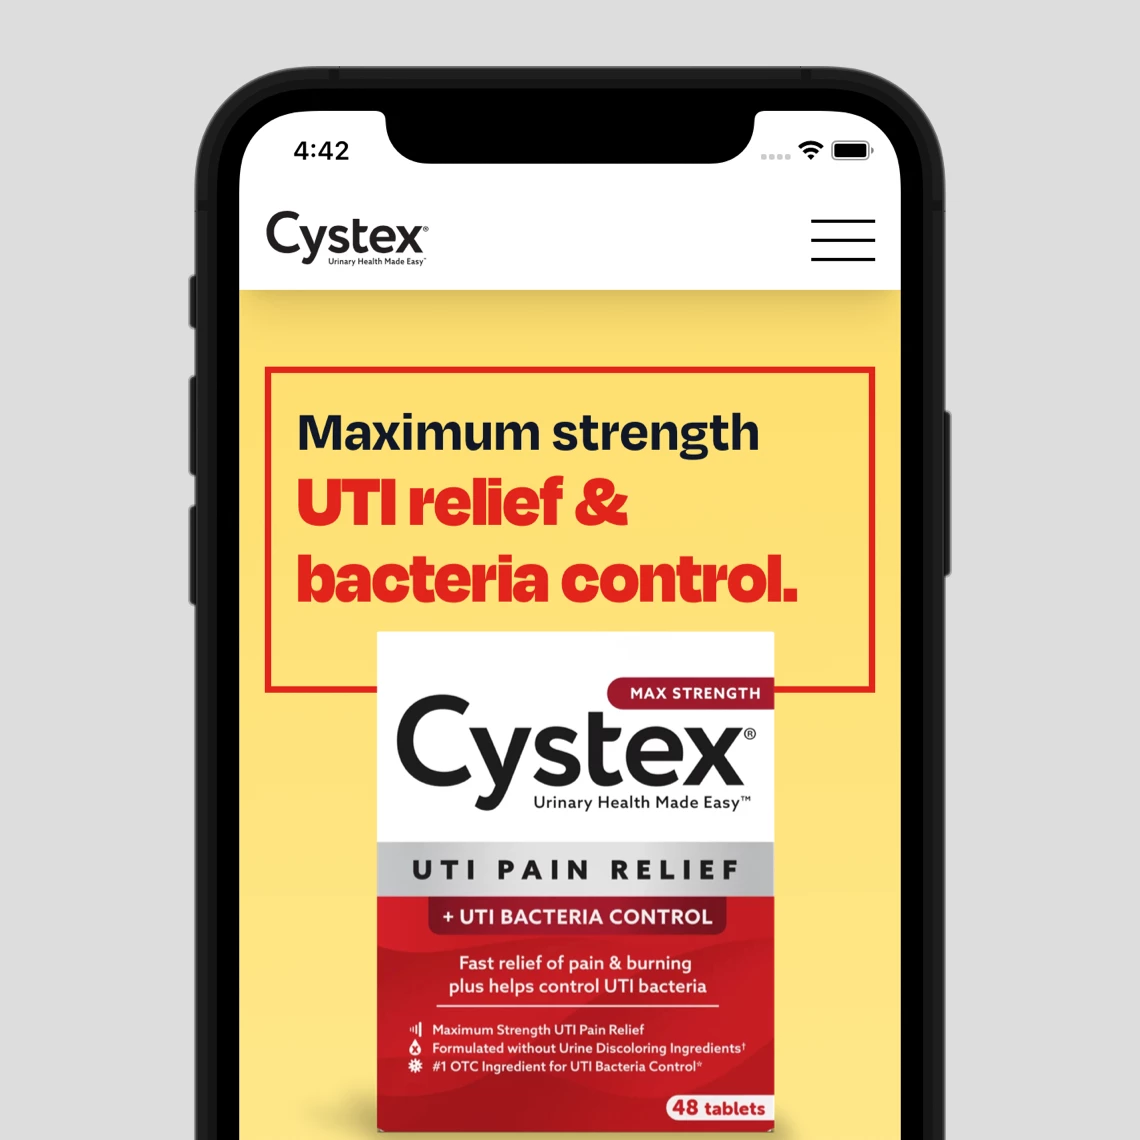 4:42
Cystex®
Urinary Health Made Easy™
Maximum strength
UTI relief &
bacteria control.
MAX STRENGTH
Cystex®
Urinary Health Made Easy™
UTI PAIN RELIEF
+ UTI BACTERIA CONTROL
Fast relief of pain & burning
plus helps control UTI bacteria
Maximum Strength UTI Pain Relief
Formulated without Urine Discoloring Ingredients†
#1 OTC Ingredient for UTI Bacteria Control*
48 tablets